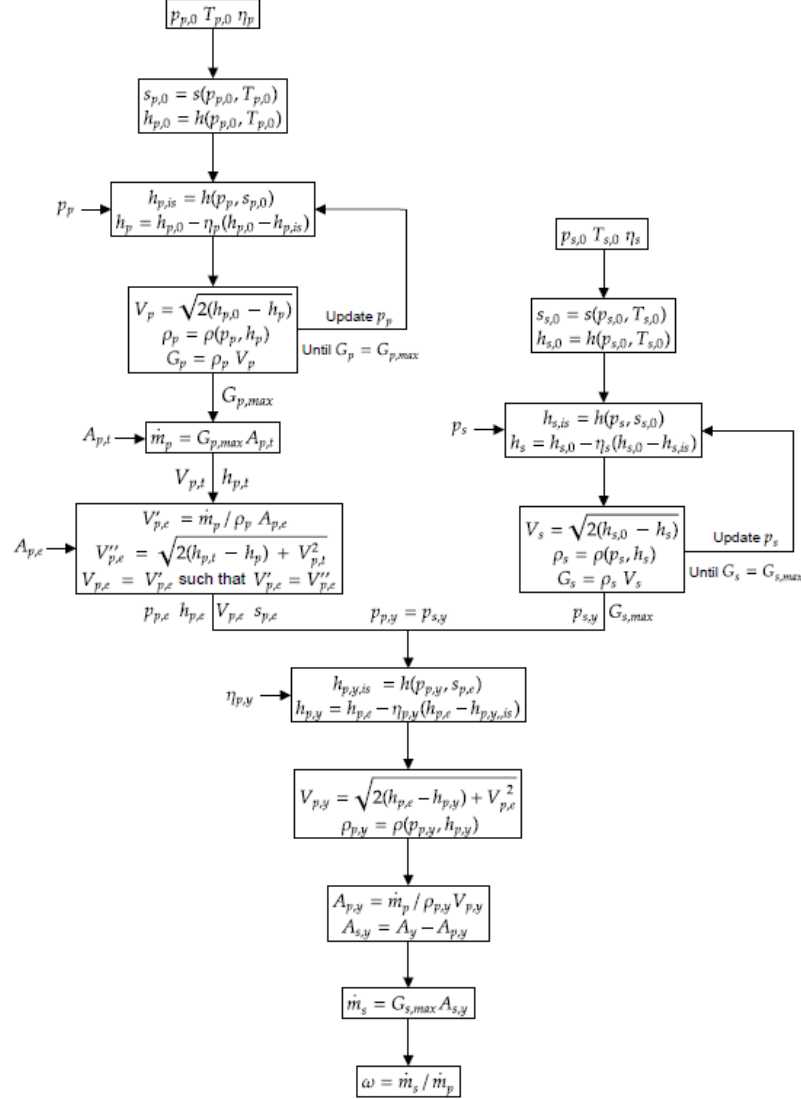 p_{p,0} T_{p,0} η_p
s_{p,0} = s(p_{p,0}, T_{p,0})
h_{p,0} = h(p_{p,0}, T_{p,0})
p_p
h_{p,is} = h(p_p, s_{p,0})
h_p = h_{p,0} − η_p(h_{p,0} − h_{p,is})
V_p = √2(h_{p,0} − h_p)
ρ_p = ρ(p_p, h_p)
G_p = ρ_p V_p
Update p_p
Until G_p = G_{p,max}
G_{p,max}
A_{p,t}
ṁ_p = G_{p,max} A_{p,t}
V_{p,t} h_{p,t}
A_{p,e}
V′_{p,e} = ṁ_p / ρ_p A_{p,e}
V″_{p,e} = √2(h_{p,t} − h_p) + V²_{p,t}
V_{p,e} = V′_{p,e} such that V′_{p,e} = V″_{p,e}
p_{p,e} h_{p,e} V_{p,e} s_{p,e}
p_{s,0} T_{s,0} η_s
s_{s,0} = s(p_{s,0}, T_{s,0})
h_{s,0} = h(p_{s,0}, T_{s,0})
p_s
h_{s,is} = h(p_s, s_{s,0})
h_s = h_{s,0} − η_s(h_{s,0} − h_{s,is})
V_s = √2(h_{s,0} − h_s)
ρ_s = ρ(p_s, h_s)
G_s = ρ_s V_s
Update p_s
Until G_s = G_{s,max}
p_{s,y} G_{s,max}
p_{p,y} = p_{s,y}
η_{p,y}
h_{p,y,is} = h(p_{p,y}, s_{p,e})
h_{p,y} = h_{p,e} − η_{p,y}(h_{p,e} − h_{p,y,,is})
V_{p,y} = √2(h_{p,e} − h_{p,y}) + V_{p,e}²
ρ_{p,y} = ρ(p_{p,y}, h_{p,y})
A_{p,y} = ṁ_p / ρ_{p,y} V_{p,y}
A_{s,y} = A_y − A_{p,y}
ṁ_s = G_{s,max} A_{s,y}
ω = ṁ_s / ṁ_p